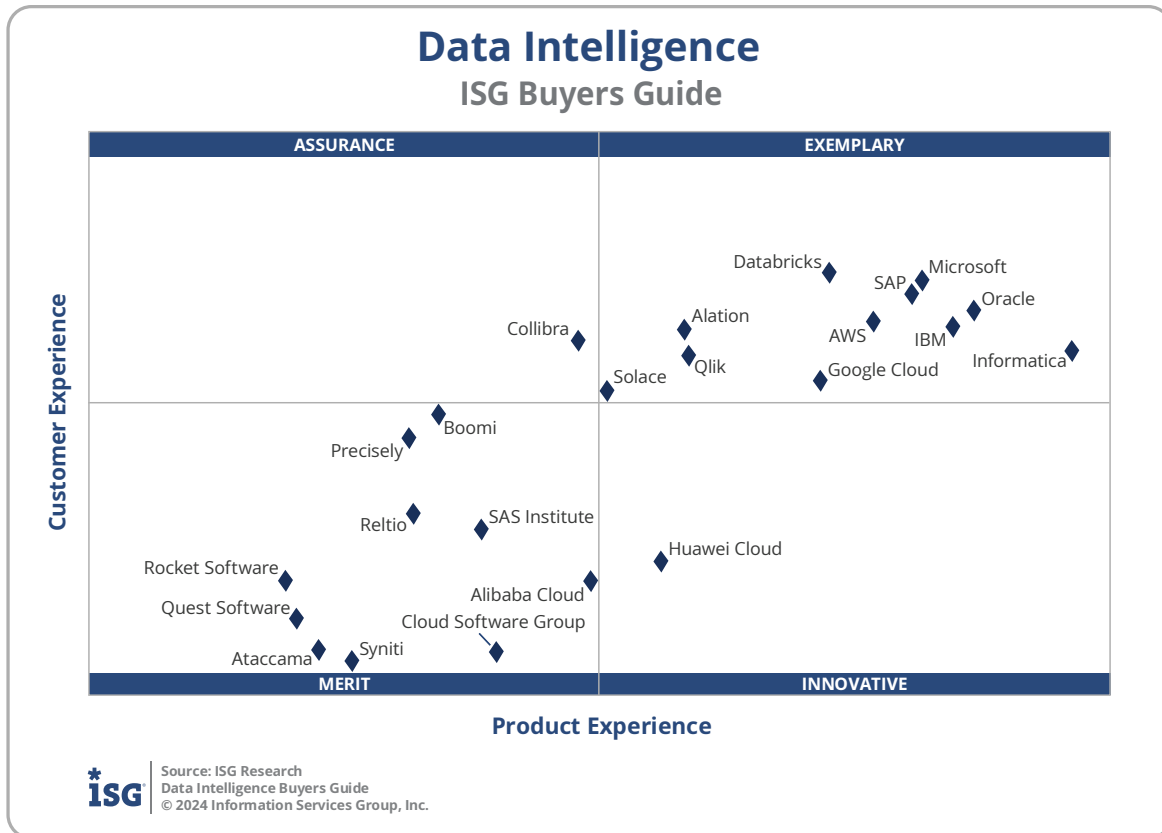 Data Intelligence
ISG Buyers Guide
ASSURANCE
EXEMPLARY
Databricks
Microsoft
SAP
Oracle
Alation
Collibra
AWS
IBM
Informatica
Qlik
Google Cloud
Solace
Customer Experience
Boomi
Precisely
SAS Institute
Reltio
Huawei Cloud
Rocket Software
Alibaba Cloud
Quest Software
Cloud Software Group
Syniti
Ataccama
MERIT
INNOVATIVE
Product Experience
iSG
Source: ISG Research
Data Intelligence Buyers Guide
© 2024 Information Services Group, Inc.